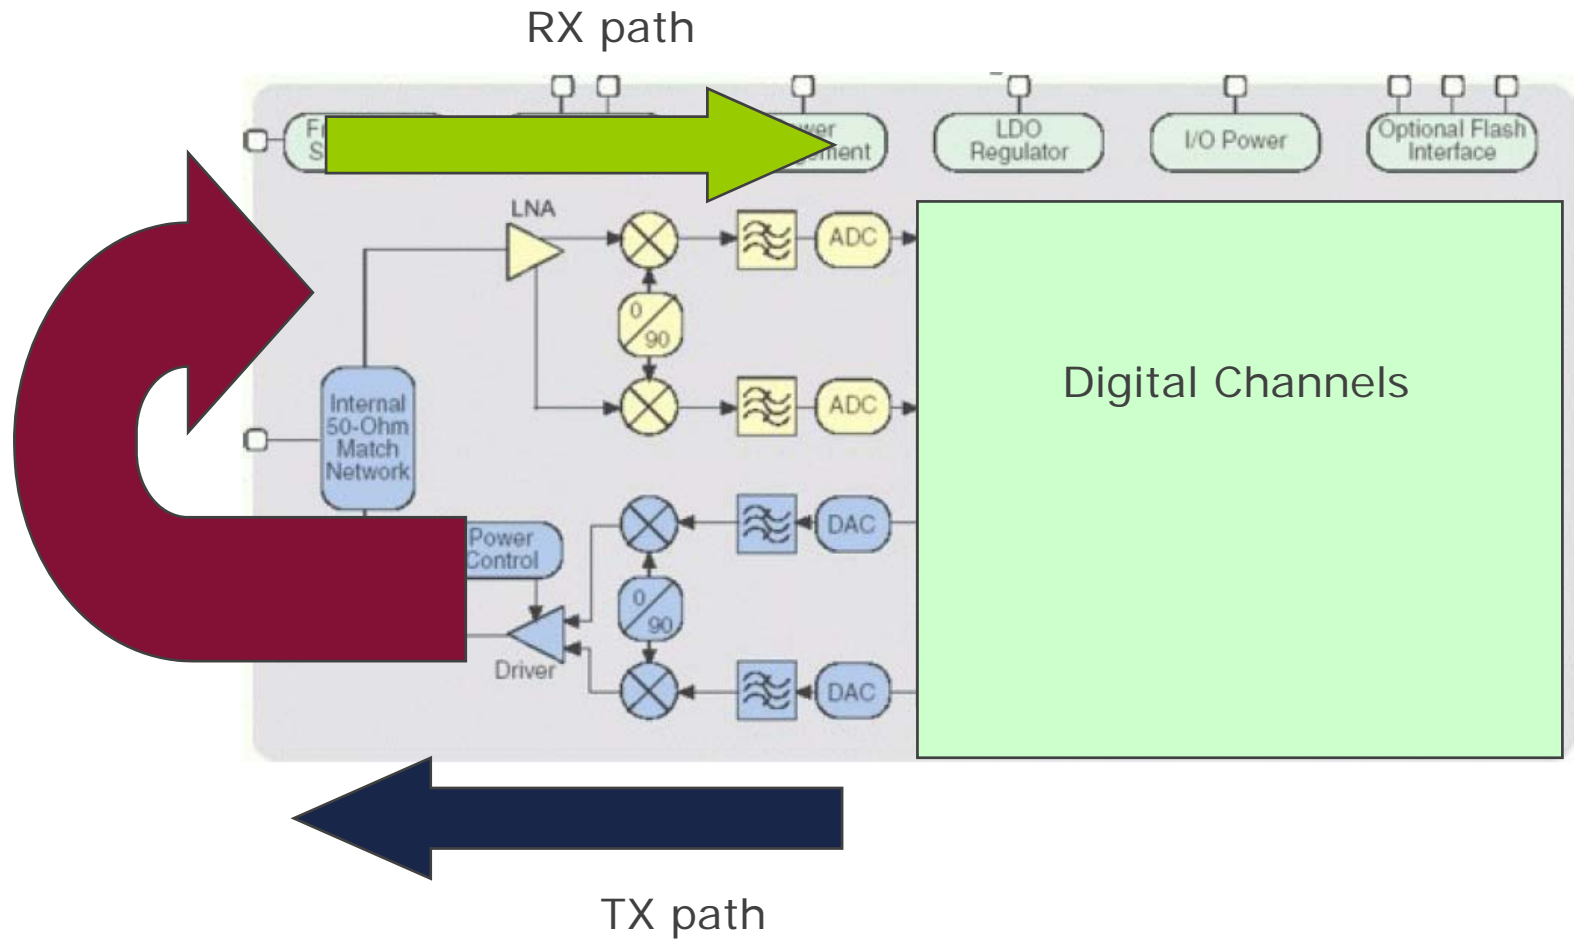 RX path
LDO
Regulator
I/O Power
Optional Flash
Interface
LNA
ADC
0
90
ADC
Digital Channels
Internal
50-Ohm
Match
Network
Power
Control
DAC
0
90
Driver
DAC
TX path